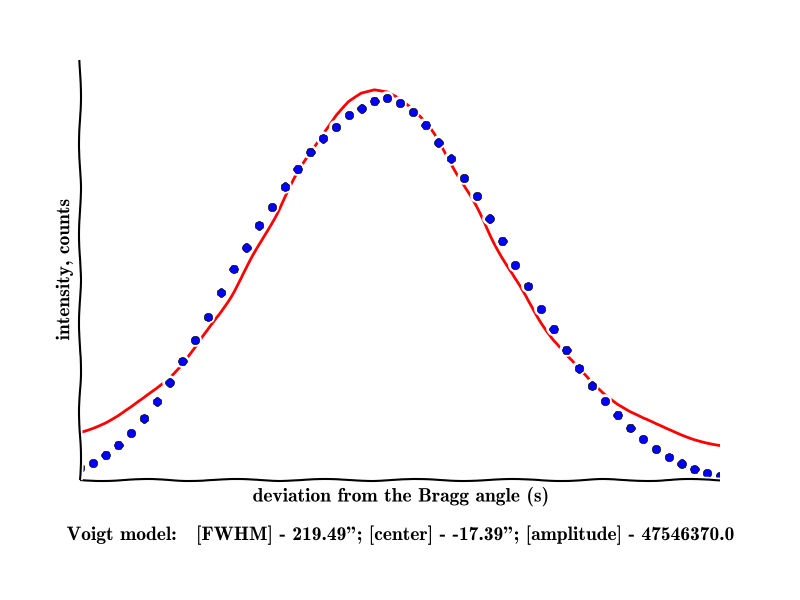 intensity, counts
deviation from the Bragg angle (s)
Voigt model: [FWHM] - 219.49”; [center] - -17.39”; [amplitude] - 47546370.0